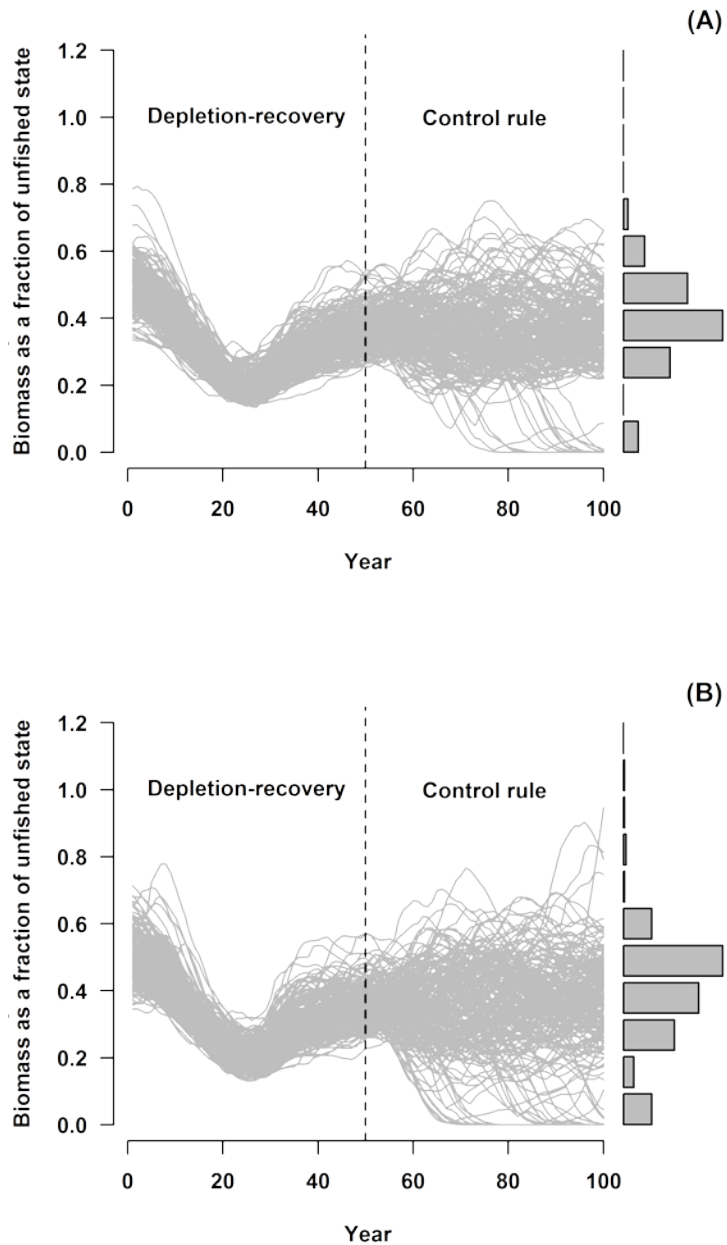 (A)
Biomass as a fraction of unfished state
1.2
1.0
0.8
0.6
0.4
0.2
0.0
Depletion-recovery
Control rule
0 20 40 60 80 100
Year
(B)
Biomass as a fraction of unfished state
1.2
1.0
0.8
0.6
0.4
0.2
0.0
Depletion-recovery
Control rule
0 20 40 60 80 100
Year